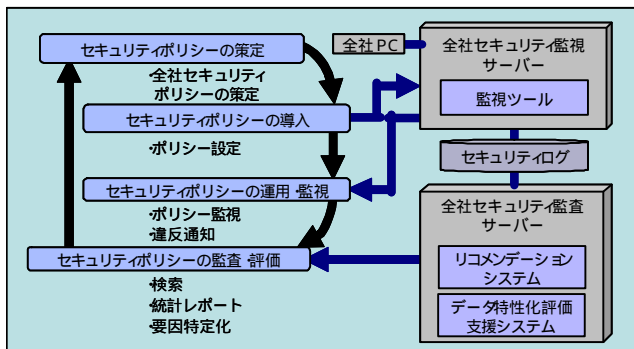 セキュリティポリシーの策定
・全社セキュリティ
ポリシーの策定
セキュリティポリシーの導入
・ポリシー設定
セキュリティポリシーの運用・監視
・ポリシー監視
・違反通知
セキュリティポリシーの監査・評価
・検索
・統計レポート
・要因特定化
全社PC
全社セキュリティ監視
サーバー
監視ツール
セキュリティログ
全社セキュリティ監査
サーバー
リコメンデーション
システム
データ特性化評価
支援システム